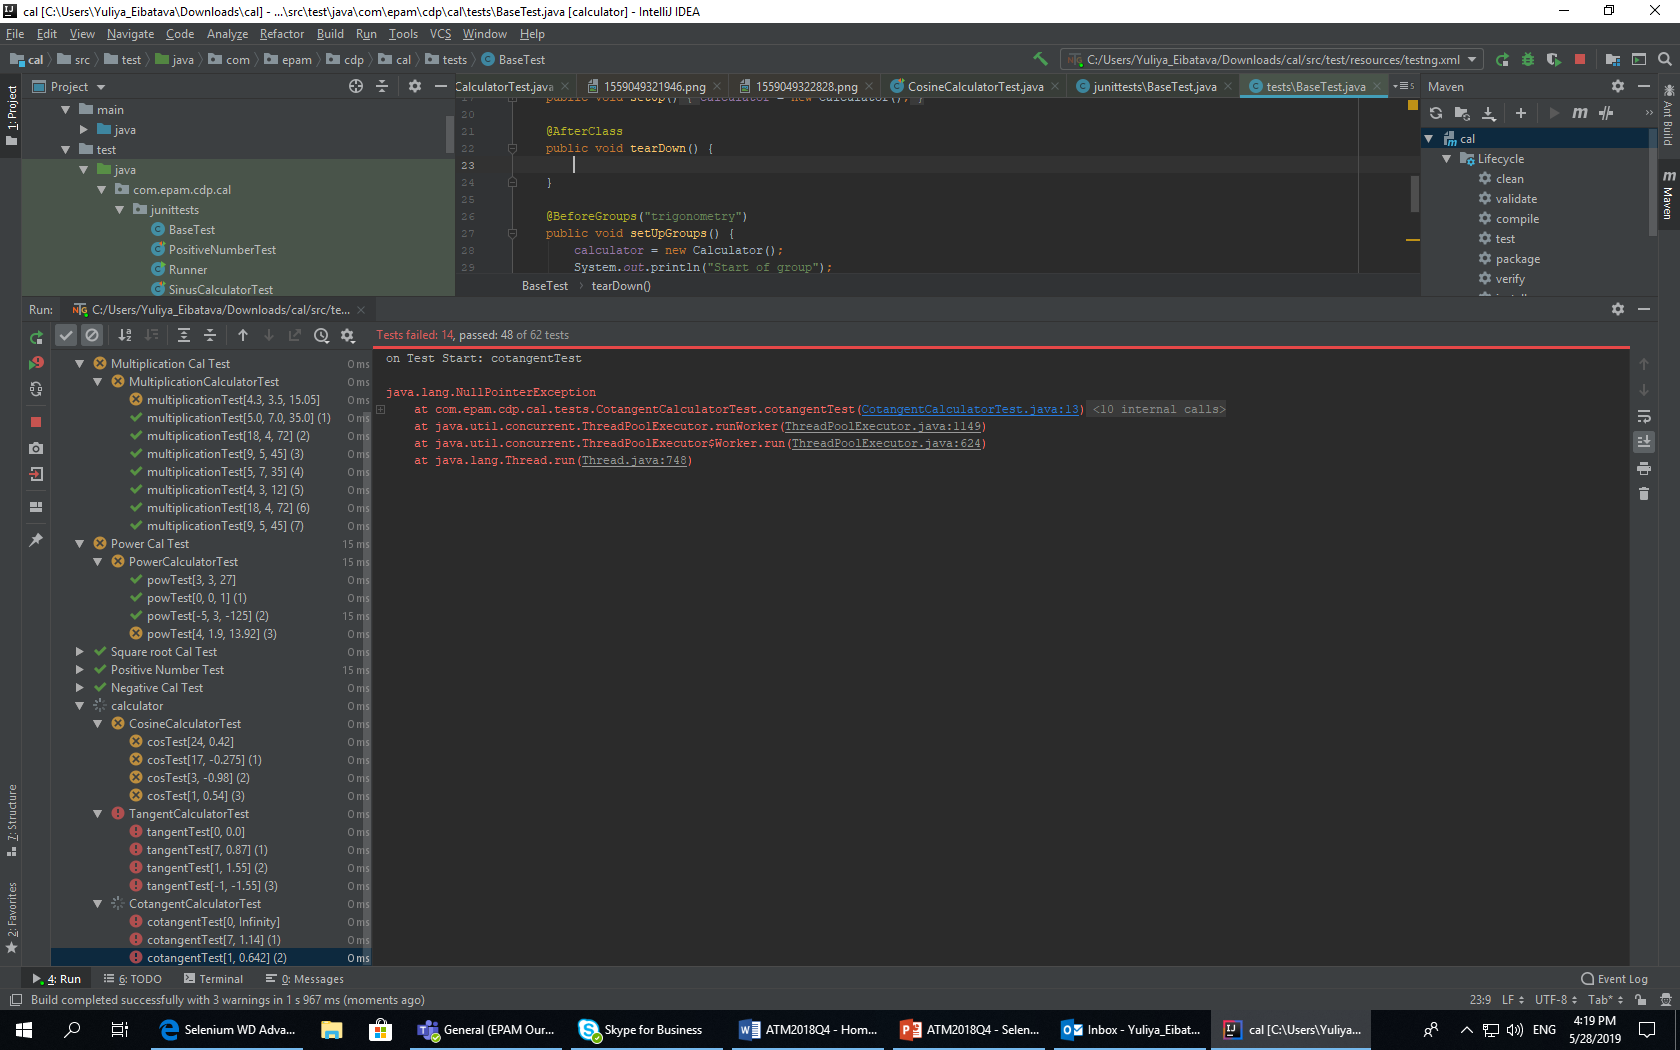 cal [C:\Users\Yuliya_Eibatava\Downloads\cal] - ...\src\test\java\com\epam\cdp\cal\tests\BaseTest.java [calculator] - IntelliJ IDEA
File Edit View Navigate Code Analyze Refactor Build Run Tools VCS Window Help
cal src test java com epam cdp cal tests BaseTest
C:/Users/Yuliya_Eibatava/Downloads/cal/src/test/resources/testng.xml
1: Project
Project
CalculatorTest.java 1559049321946.png 1559049322828.png CosineCalculatorTest.java junittests\BaseTest.java tests\BaseTest.java
Maven
main
java
test
java
com.epam.cdp.cal
junittests
BaseTest
PositiveNumberTest
Runner
SinusCalculatorTest
public void setUp() { calculator = new Calculator(); }
20
21 @AfterClass
22 public void tearDown() {
23
24 }
25
26 @BeforeGroups("trigonometry")
27 public void setUpGroups() {
28 calculator = new Calculator();
29 System.out.println("Start of group");
BaseTest tearDown()
cal
Lifecycle
clean
validate
compile
test
package
verify
Ant Build
Maven
Run: C:/Users/Yuliya_Eibatava/Downloads/cal/src/te...
Tests failed: 14, passed: 48 of 62 tests
Multiplication Cal Test 0 ms
MultiplicationCalculatorTest 0 ms
multiplicationTest[4.3, 3.5, 15.05] 0 ms
multiplicationTest[5.0, 7.0, 35.0] (1) 0 ms
multiplicationTest[18, 4, 72] (2) 0 ms
multiplicationTest[9, 5, 45] (3) 0 ms
multiplicationTest[5, 7, 35] (4) 0 ms
multiplicationTest[4, 3, 12] (5) 0 ms
multiplicationTest[18, 4, 72] (6) 0 ms
multiplicationTest[9, 5, 45] (7) 0 ms
Power Cal Test 15 ms
PowerCalculatorTest 15 ms
powTest[3, 3, 27] 0 ms
powTest[0, 0, 1] (1) 0 ms
powTest[-5, 3, -125] (2) 15 ms
powTest[4, 1.9, 13.92] (3) 0 ms
Square root Cal Test 0 ms
Positive Number Test 15 ms
Negative Cal Test 0 ms
calculator 0 ms
CosineCalculatorTest 0 ms
cosTest[24, 0.42] 0 ms
cosTest[17, -0.275] (1) 0 ms
cosTest[3, -0.98] (2) 0 ms
cosTest[1, 0.54] (3) 0 ms
TangentCalculatorTest 0 ms
tangentTest[0, 0.0] 0 ms
tangentTest[7, 0.87] (1) 0 ms
tangentTest[1, 1.55] (2) 0 ms
tangentTest[-1, -1.55] (3) 0 ms
CotangentCalculatorTest 0 ms
cotangentTest[0, Infinity] 0 ms
cotangentTest[7, 1.14] (1) 0 ms
cotangentTest[1, 0.642] (2) 0 ms
on Test Start: cotangentTest
java.lang.NullPointerException
at com.epam.cdp.cal.tests.CotangentCalculatorTest.cotangentTest(CotangentCalculatorTest.java:13) <10 internal calls>
at java.util.concurrent.ThreadPoolExecutor.runWorker(ThreadPoolExecutor.java:1149)
at java.util.concurrent.ThreadPoolExecutor$Worker.run(ThreadPoolExecutor.java:624)
at java.lang.Thread.run(Thread.java:748)
7: Structure
2: Favorites
4: Run 6: TODO Terminal 0: Messages Event Log
Build completed successfully with 3 warnings in 1 s 967 ms (moments ago) 23:9 LF UTF-8 Tab*
Selenium WD Adva... General (EPAM Our... Skype for Business ATM2018Q4 - Hom... ATM2018Q4 - Selen... Inbox - Yuliya_Eibat... cal [C:\Users\Yuliya... ENG
4:19 PM
5/28/2019